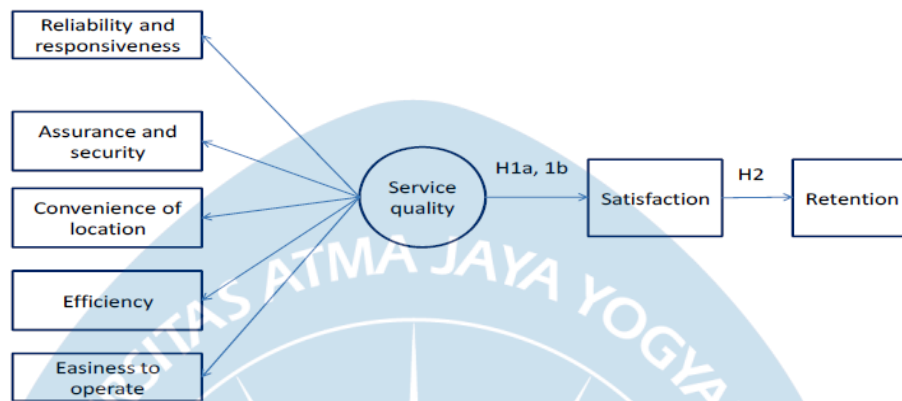 Reliability and
responsiveness
Assurance and
security
Convenience of
location
Efficiency
Easiness to
operate
Service
quality
H1a, 1b
Satisfaction
H2
Retention
RSITAS ATMA JAYA YOGYA